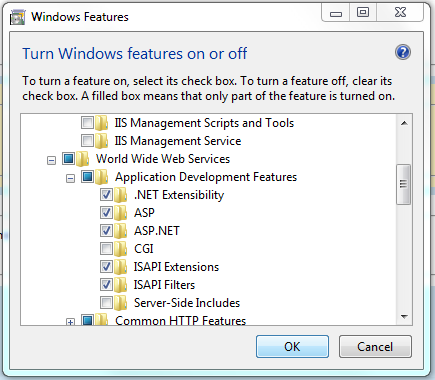 Windows Features
Turn Windows features on or off
To turn a feature on, select its check box. To turn a feature off, clear its
check box. A filled box means that only part of the feature is turned on.
IIS Management Scripts and Tools
IIS Management Service
World Wide Web Services
Application Development Features
.NET Extensibility
ASP
ASP.NET
CGI
ISAPI Extensions
ISAPI Filters
Server-Side Includes
Common HTTP Features
OK
Cancel